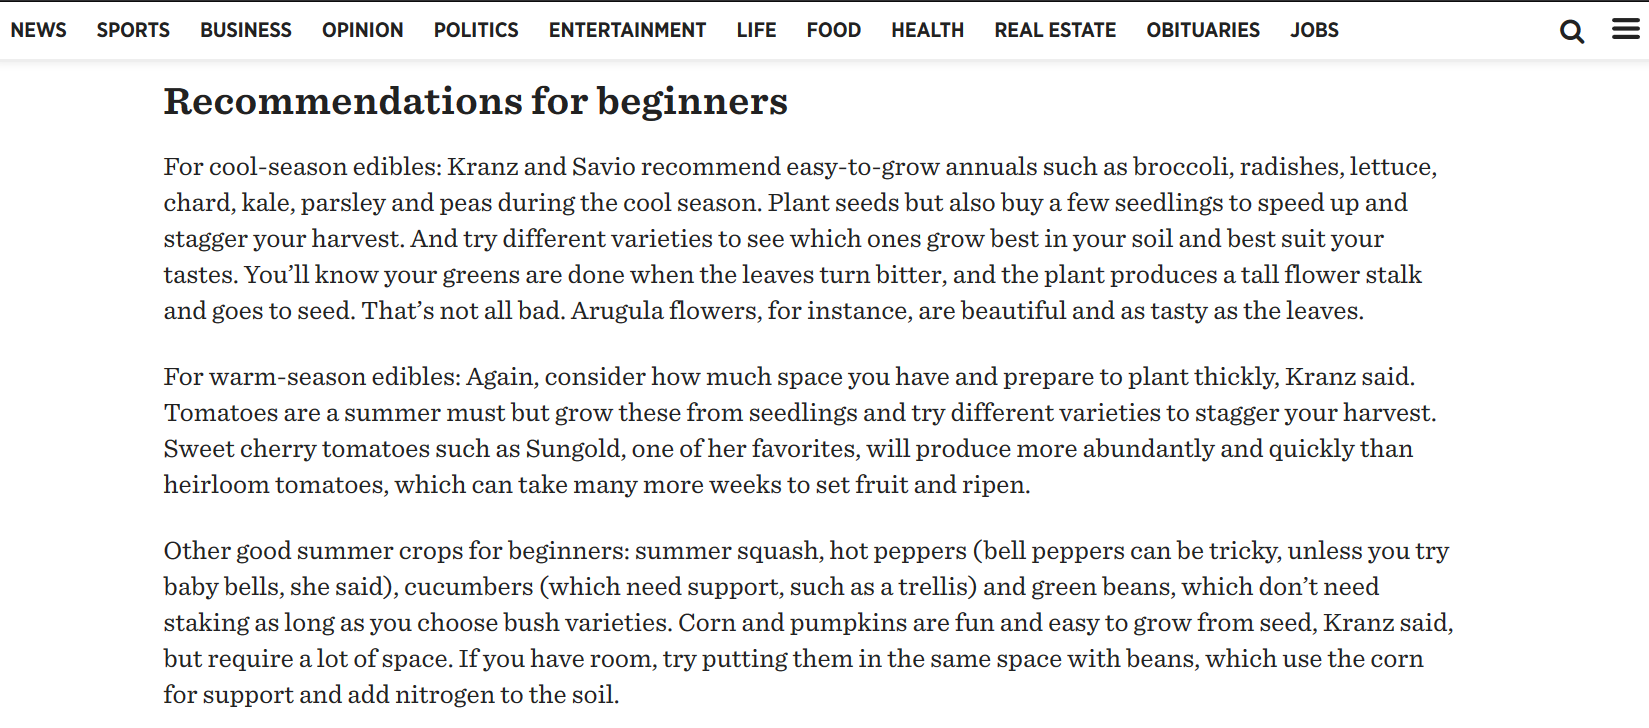 NEWS SPORTS BUSINESS OPINION POLITICS ENTERTAINMENT LIFE FOOD HEALTH REAL ESTATE OBITUARIES JOBS
Recommendations for beginners
For cool-season edibles: Kranz and Savio recommend easy-to-grow annuals such as broccoli, radishes, lettuce,
chard, kale, parsley and peas during the cool season. Plant seeds but also buy a few seedlings to speed up and
stagger your harvest. And try different varieties to see which ones grow best in your soil and best suit your
tastes. You’ll know your greens are done when the leaves turn bitter, and the plant produces a tall flower stalk
and goes to seed. That’s not all bad. Arugula flowers, for instance, are beautiful and as tasty as the leaves.
For warm-season edibles: Again, consider how much space you have and prepare to plant thickly, Kranz said.
Tomatoes are a summer must but grow these from seedlings and try different varieties to stagger your harvest.
Sweet cherry tomatoes such as Sungold, one of her favorites, will produce more abundantly and quickly than
heirloom tomatoes, which can take many more weeks to set fruit and ripen.
Other good summer crops for beginners: summer squash, hot peppers (bell peppers can be tricky, unless you try
baby bells, she said), cucumbers (which need support, such as a trellis) and green beans, which don’t need
staking as long as you choose bush varieties. Corn and pumpkins are fun and easy to grow from seed, Kranz said,
but require a lot of space. If you have room, try putting them in the same space with beans, which use the corn
for support and add nitrogen to the soil.